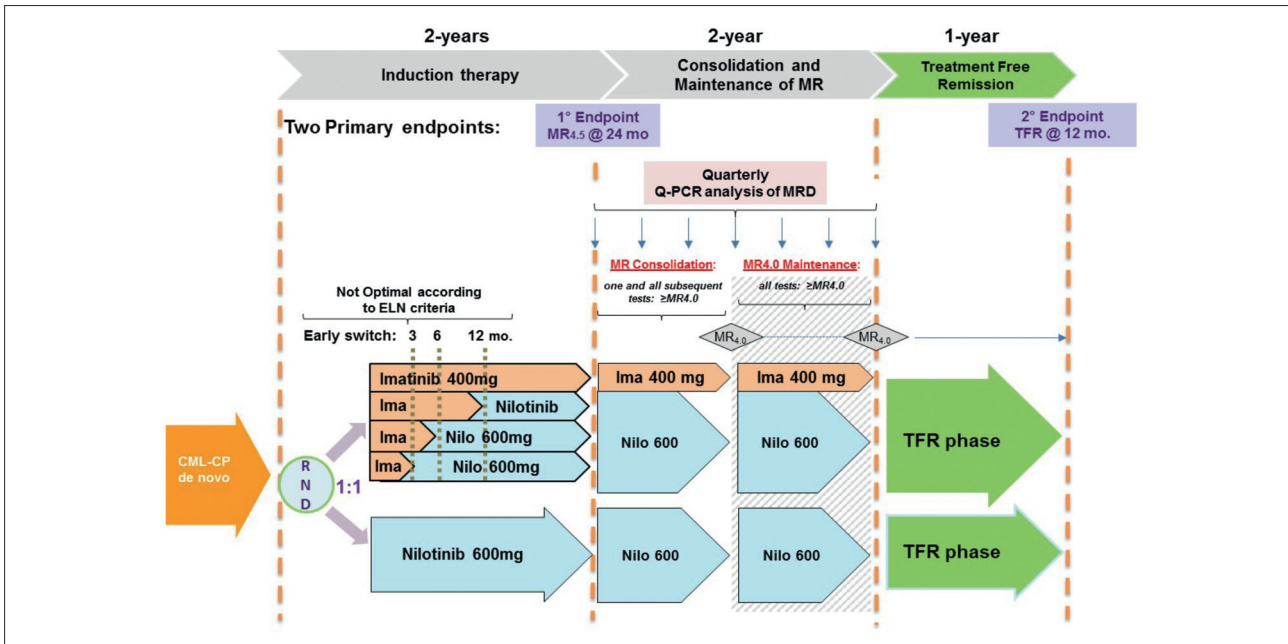 2-years
2-year
1-year
Induction therapy
Consolidation and
Maintenance of MR
Treatment Free
Remission
Two Primary endpoints:
1° Endpoint
MR4.5 @ 24 mo
2° Endpoint
TFR @ 12 mo.
Quarterly
Q-PCR analysis of MRD
MR Consolidation:
one and all subsequent
tests: ≥MR4.0
MR4.0 Maintenance:
all tests: ≥MR4.0
Not Optimal according
to ELN criteria
Early switch: 3 6 12 mo.
MR4.0
MR4.0
Imatinib 400mg
Ima 400 mg
Ima 400 mg
Ima Nilotinib
Ima Nilo 600mg
Ima Nilo 600mg
Nilo 600
Nilo 600
TFR phase
CML-CP
de novo
R
N
D
1:1
Nilotinib 600mg
Nilo 600
Nilo 600
TFR phase